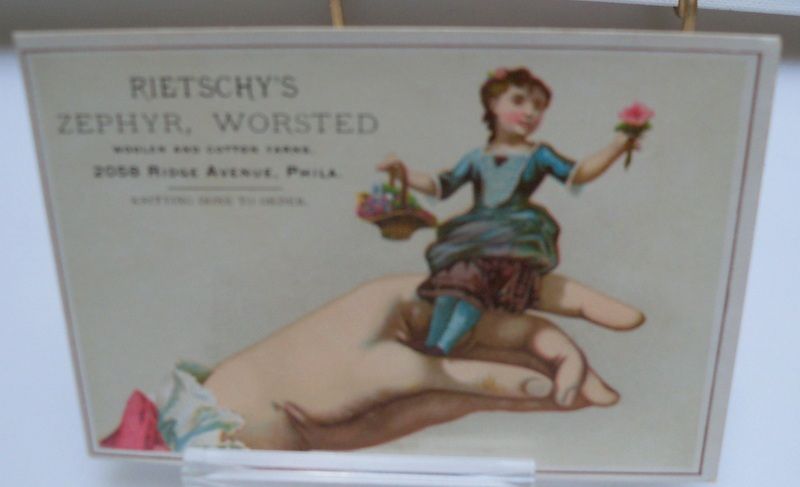 RIETSCHY'S
ZEPHYR, WORSTED
WOOLEN AND COTTON YARNS.
2058 RIDGE AVENUE, PHILA.
KNITTING DONE TO ORDER.